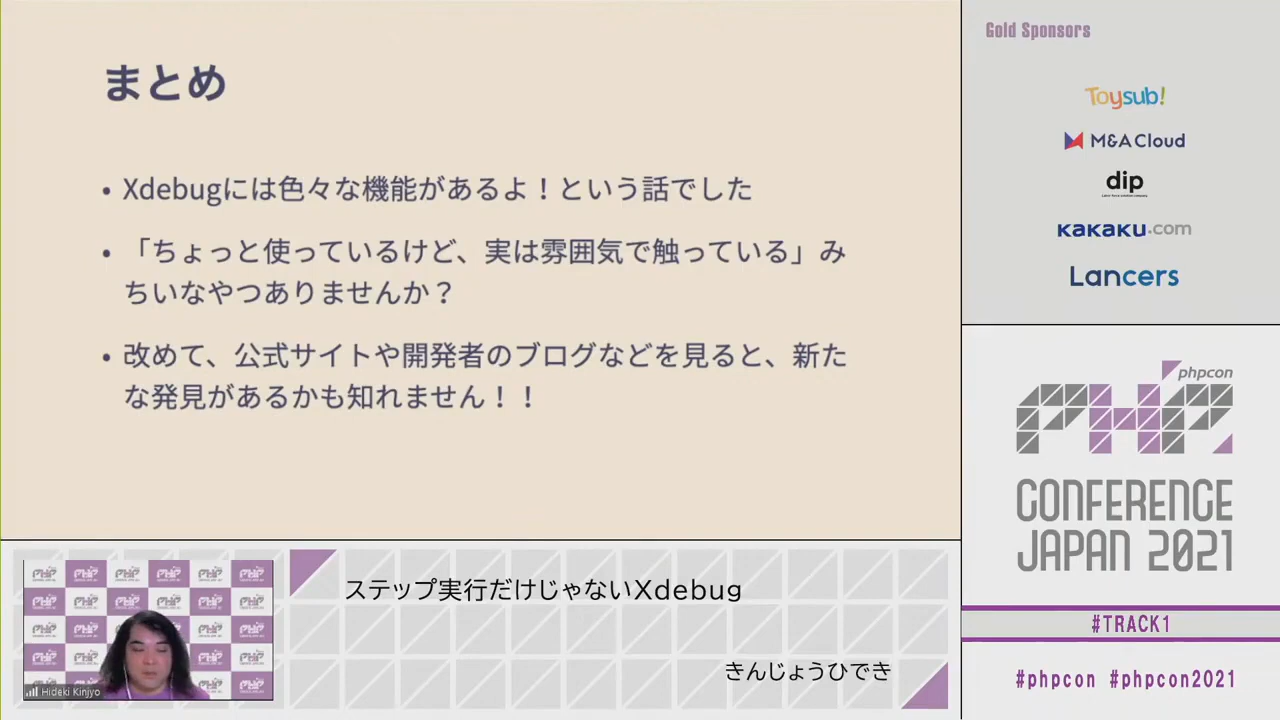 まとめ
• Xdebugには色々な機能があるよ！という話でした
• 「ちょっと使っているけど、実は雰囲気で触っている」み
ちいなやつありませんか？
• 改めて、公式サイトや開発者のブログなどを見ると、新た
な発見があるかも知れません！！
Gold Sponsors
Toysub!
M&A Cloud
dip
kakaku.com
Lancers
phpcon
PHP
CONFERENCE
JAPAN 2021
#TRACK1
#phpcon #phpcon2021
ステップ実行だけじゃないXdebug
きんじょうひでき
Hideki Kinjyo